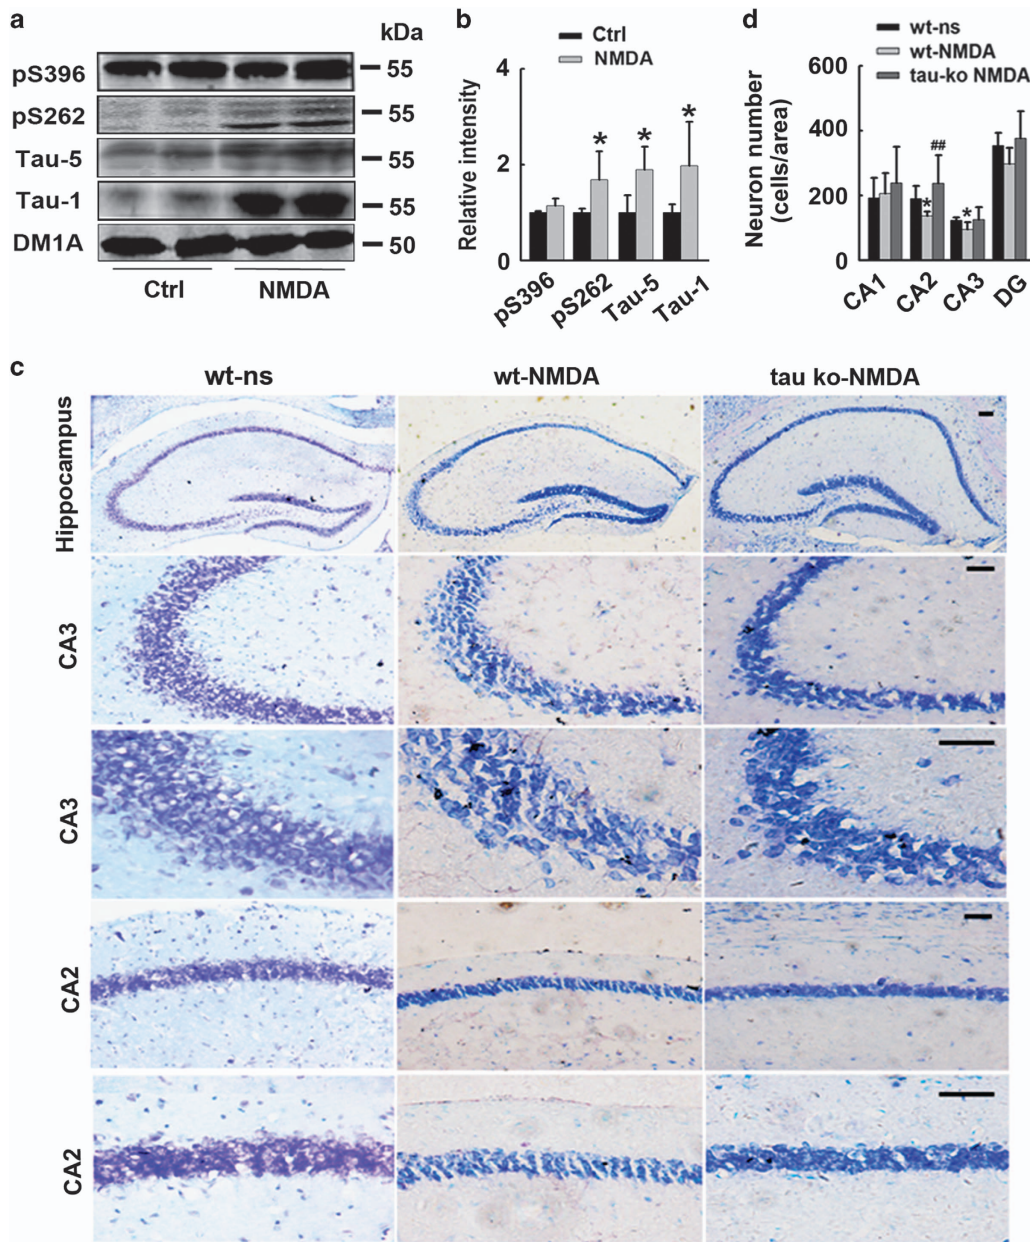 a
kDa
pS396
55
pS262
55
Tau-5
55
Tau-1
55
DM1A
50
Ctrl
NMDA
b
Ctrl
NMDA
Relative intensity
4
2
0
*
*
*
pS396
pS262
Tau-5
Tau-1
d
wt-ns
wt-NMDA
tau-ko NMDA
Neuron number
(cells/area)
600
400
200
0
*
##
*
CA1
CA2
CA3
DG
c
wt-ns
wt-NMDA
tau ko-NMDA
Hippocampus
CA3
CA3
CA2
CA2